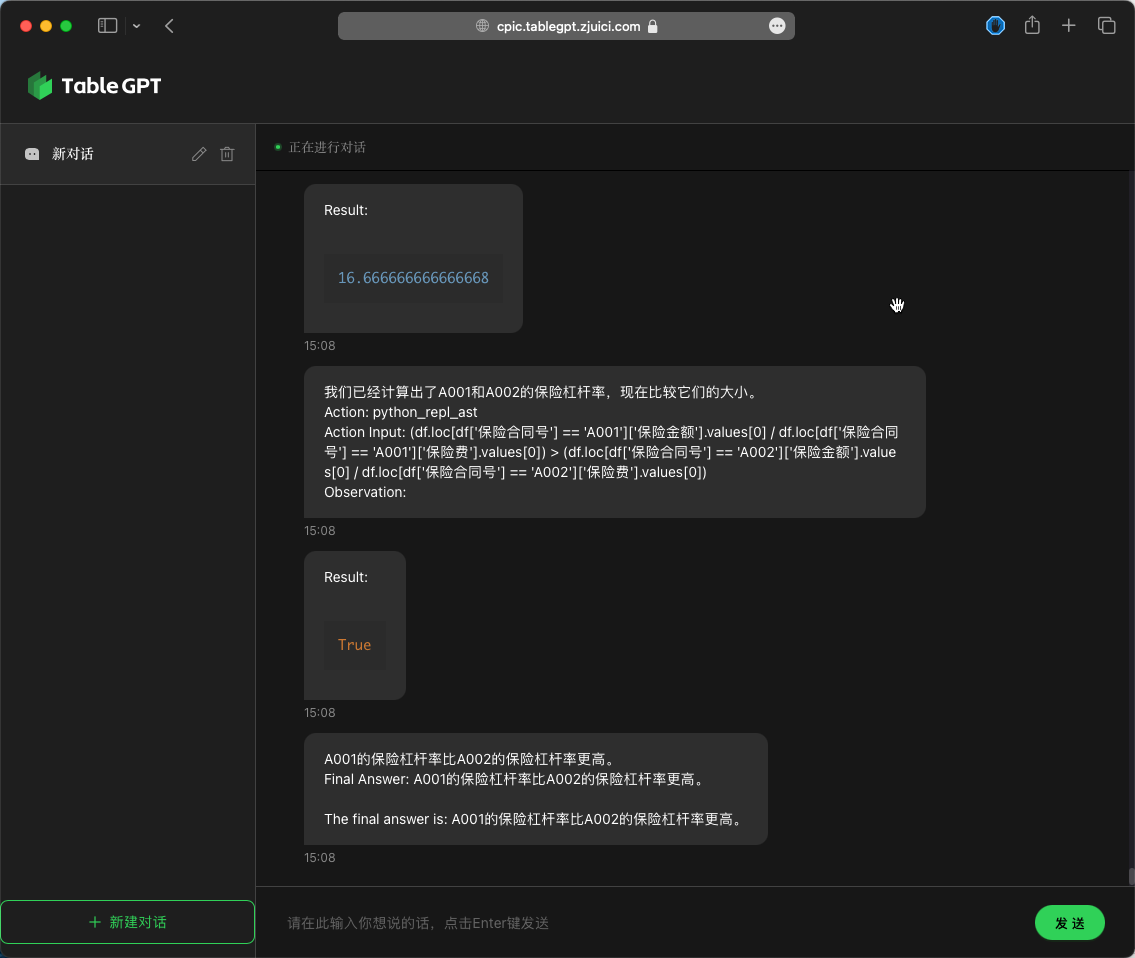 cpic.tablegpt.zjuici.com
TableGPT
新对话
正在进行对话
Result:
16.666666666666668
15:08
我们已经计算出了A001和A002的保险杠杆率，现在比较它们的大小。
Action: python_repl_ast
Action Input: (df.loc[df['保险合同号'] == 'A001']['保险金额'].values[0] / df.loc[df['保险合同
号'] == 'A001']['保险费'].values[0]) > (df.loc[df['保险合同号'] == 'A002']['保险金额'].value
s[0] / df.loc[df['保险合同号'] == 'A002']['保险费'].values[0])
Observation:
15:08
Result:
True
15:08
A001的保险杠杆率比A002的保险杠杆率更高。
Final Answer: A001的保险杠杆率比A002的保险杠杆率更高。
The final answer is: A001的保险杠杆率比A002的保险杠杆率更高。
15:08
新建对话
请在此输入你想说的话，点击Enter键发送
发 送